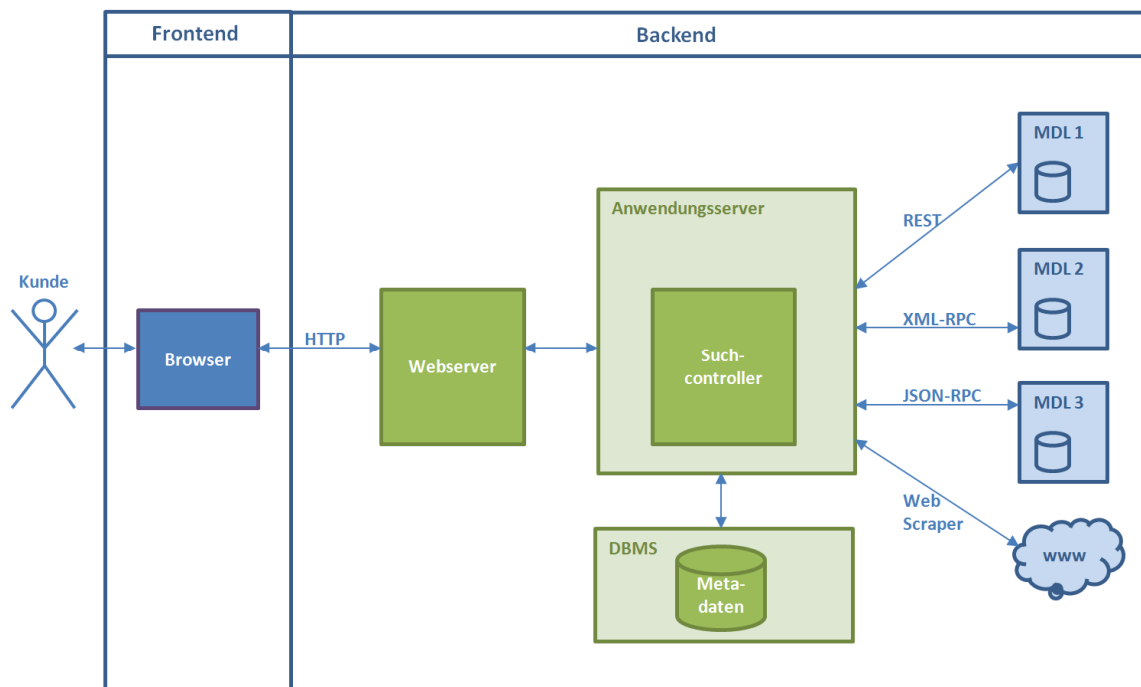 Frontend
Backend
Kunde
Browser
HTTP
Webserver
Anwendungsserver
Such-
controller
DBMS
Meta-
daten
REST
XML-RPC
JSON-RPC
Web
Scraper
MDL 1
MDL 2
MDL 3
www